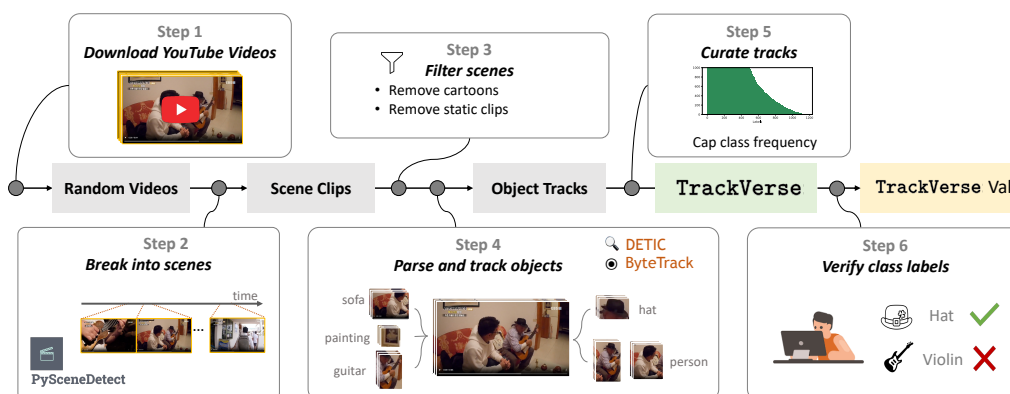 Step 1
Download YouTube Videos
Step 3
Filter scenes
• Remove cartoons
• Remove static clips
Step 5
Curate tracks
Cap class frequency
Random Videos
Scene Clips
Object Tracks
TrackVerse
TrackVerse Val
Step 2
Break into scenes
time
...
PySceneDetect
Step 4
Parse and track objects
DETIC
ByteTrack
sofa
painting
guitar
hat
person
Step 6
Verify class labels
Hat
Violin